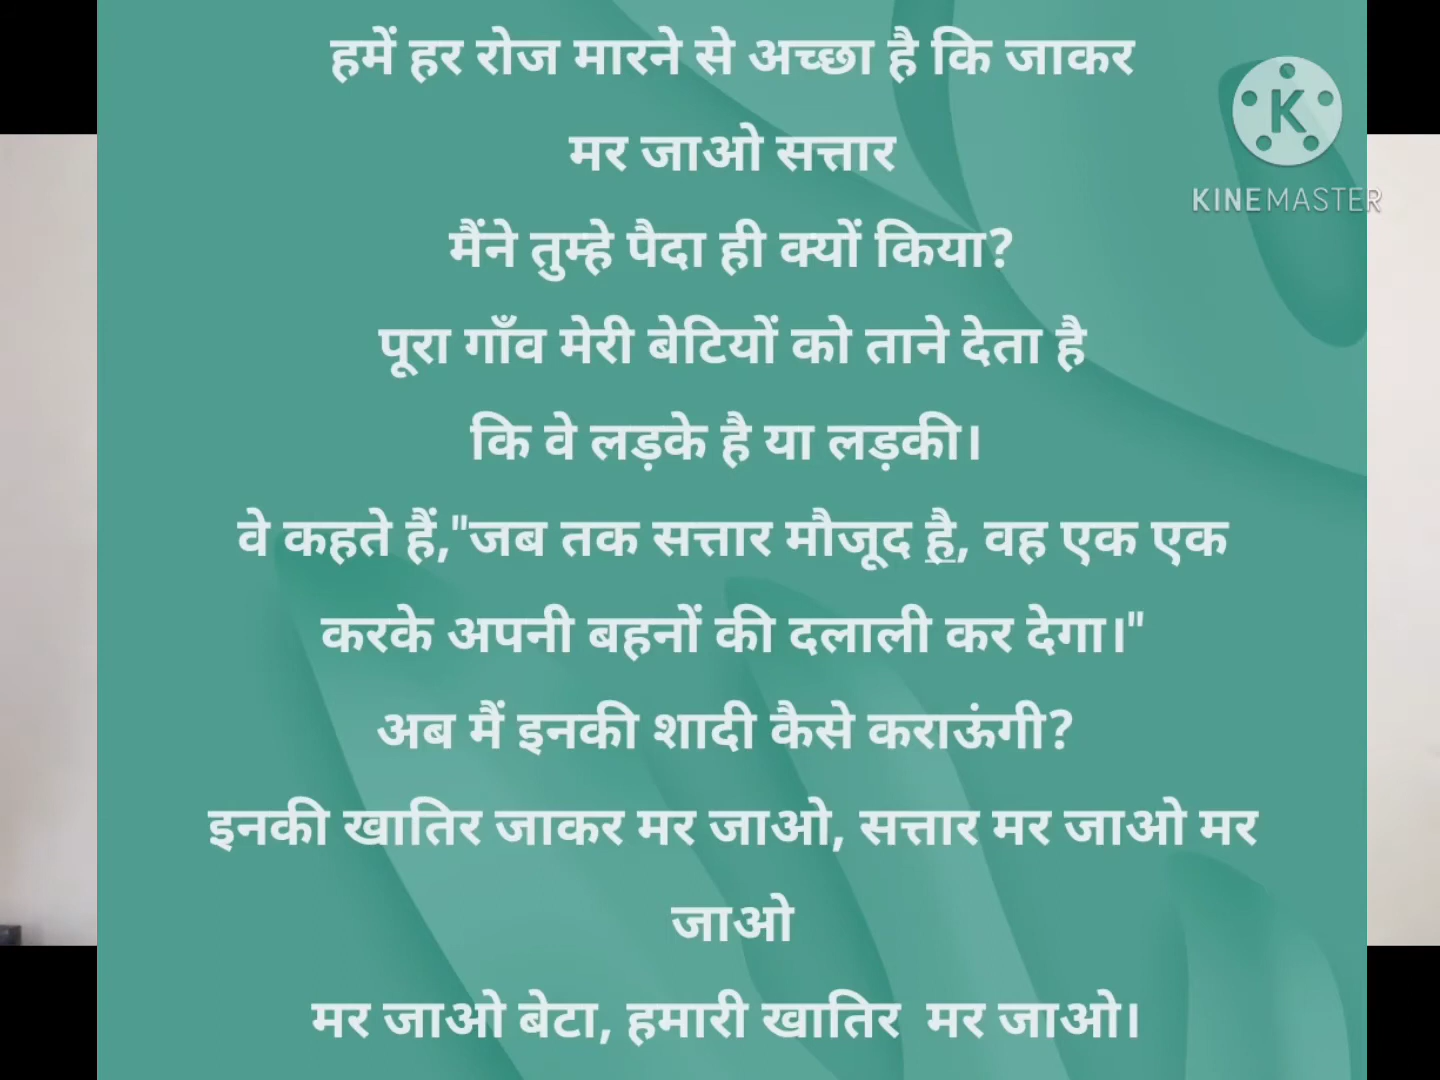 हमें हर रोज मारने से अच्छा है कि जाकर
मर जाओ सत्तार
मैंने तुम्हे पैदा ही क्यों किया?
पूरा गाँव मेरी बेटियों को ताने देता है
कि वे लड़के है या लड़की।
वे कहते हैं,"जब तक सत्तार मौजूद है, वह एक एक
करके अपनी बहनों की दलाली कर देगा।"
अब मैं इनकी शादी कैसे कराऊंगी?
इनकी खातिर जाकर मर जाओ, सत्तार मर जाओ मर
जाओ
मर जाओ बेटा, हमारी खातिर मर जाओ।
K
KINEMASTER